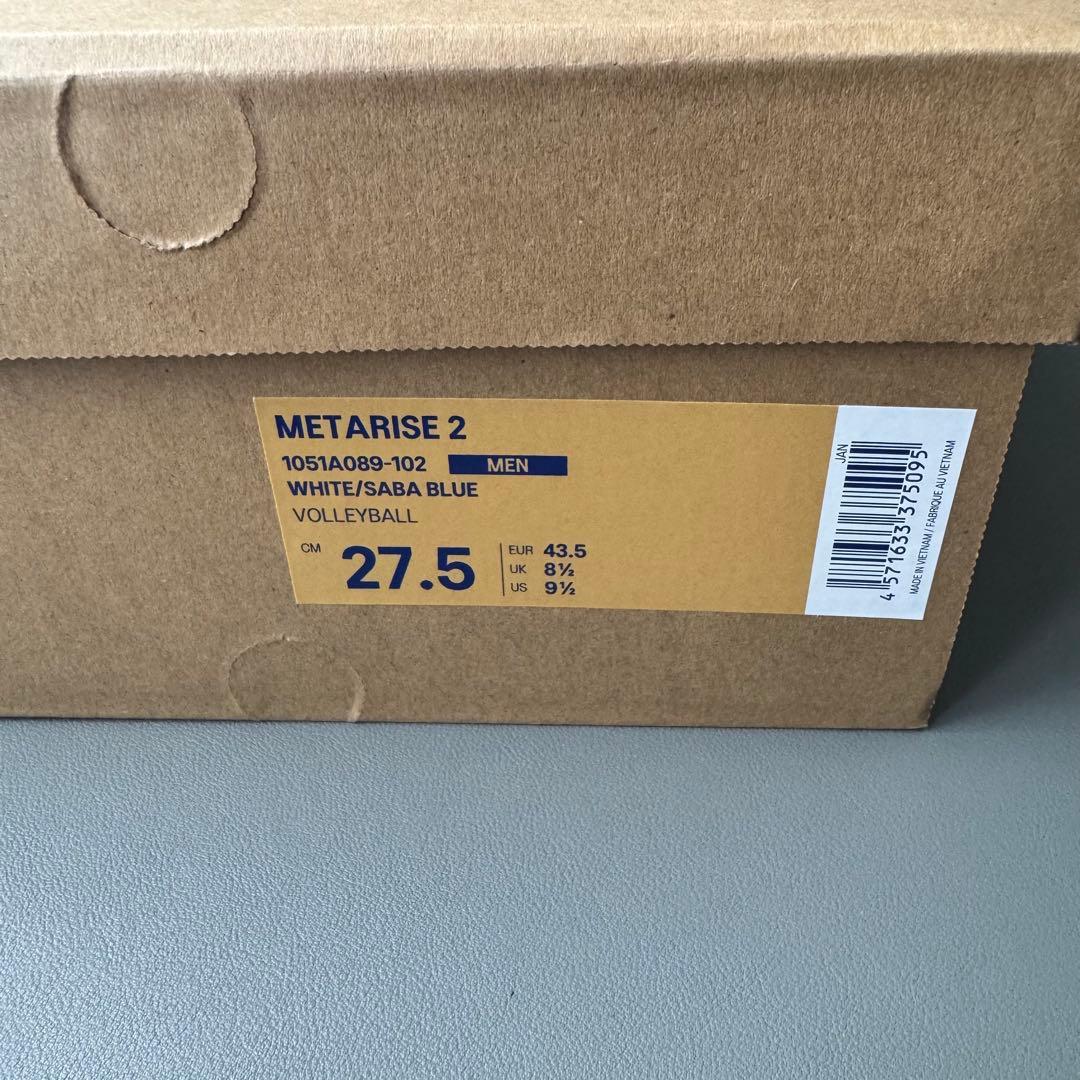 METARISE 2
1051A089-102 MEN
WHITE/SABA BLUE
VOLLEYBALL
CM 27.5
EUR 43.5
UK 8½
US 9½
JAN
4 571633 375095
MADE IN VIETNAM / FABRIQUE AU VIETNAM